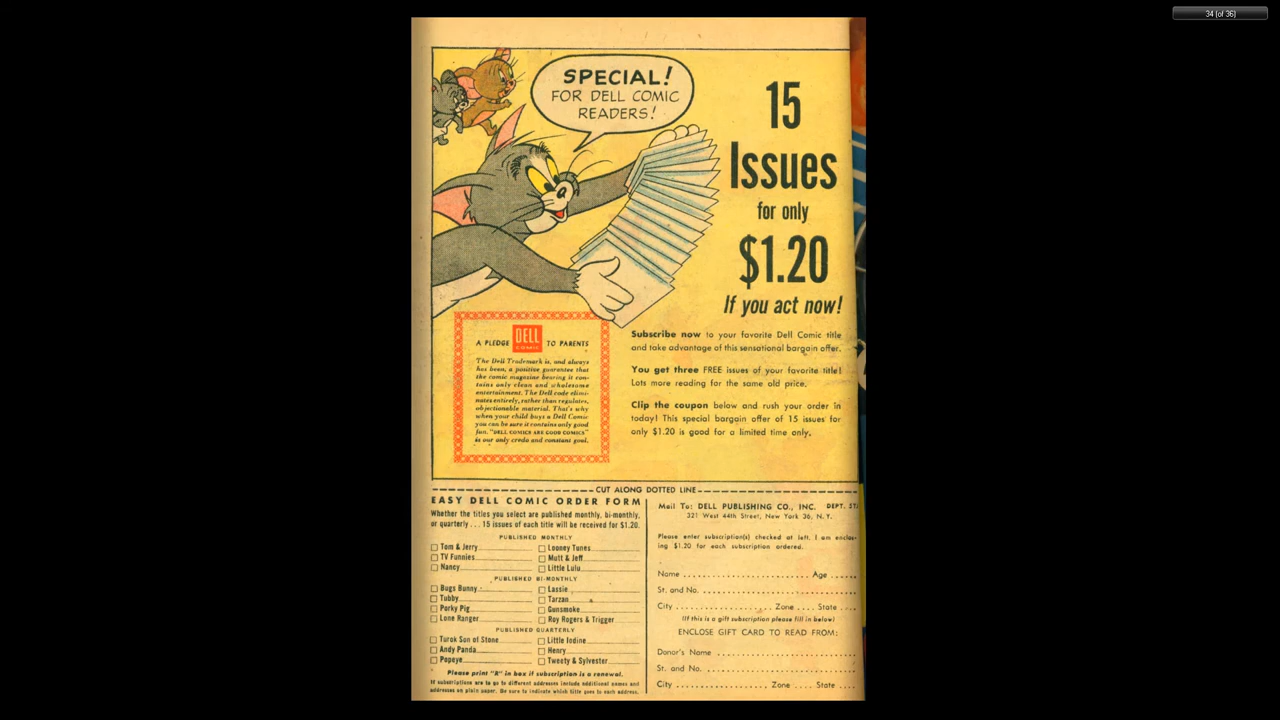 34 [of 36]
SPECIAL!
FOR DELL COMIC
READERS!
15
Issues
for only
$1.20
If you act now!
A PLEDGE DELL COMIC TO PARENTS
The Dell Trademark is, and always
has been, a positive guarantee that
the comic magazine bearing it con-
tains only clean and wholesome
entertainment. The Dell code elimi-
nates entirely, rather than regulates,
objectionable material. That's why
when your child buys a Dell Comic
you can be sure it contains only good
fun. "DELL COMICS ARE GOOD COMICS"
is our only credo and constant goal.
Subscribe now to your favorite Dell Comic title
and take advantage of this sensational bargain offer.
You get three FREE issues of your favorite title!
Lots more reading for the same old price.
Clip the coupon below and rush your order in
today! This special bargain offer of 15 issues for
only $1.20 is good for a limited time only.
CUT ALONG DOTTED LINE
EASY DELL COMIC ORDER FORM
Whether the titles you select are published monthly, bi-monthly,
or quarterly . . . 15 issues of each title will be received for $1.20.
PUBLISHED MONTHLY
Tom & Jerry Looney Tunes
TV Funnies Mutt & Jeff
Nancy Little Lulu
PUBLISHED BI-MONTHLY
Bugs Bunny Lassie
Tubby Tarzan
Porky Pig Gunsmoke
Lone Ranger Roy Rogers & Trigger
PUBLISHED QUARTERLY
Turok Son of Stone Little Iodine
Andy Panda Henry
Popeye Tweety & Sylvester
Please print "R" in box if subscription is a renewal.
If subscriptions are to go to different addresses include additional names and
addresses on plain paper. Be sure to indicate which title goes to each address.
Mail To: DELL PUBLISHING CO., INC. DEPT.
321 West 44th Street, New York 36, N.Y.
Please enter subscription(s) checked at left. I am enclos-
ing $1.20 for each subscription ordered.
Name Age
St. and No.
City Zone State
(If this is a gift subscription please fill in below)
ENCLOSE GIFT CARD TO READ FROM:
Donor's Name
St. and No.
City Zone State